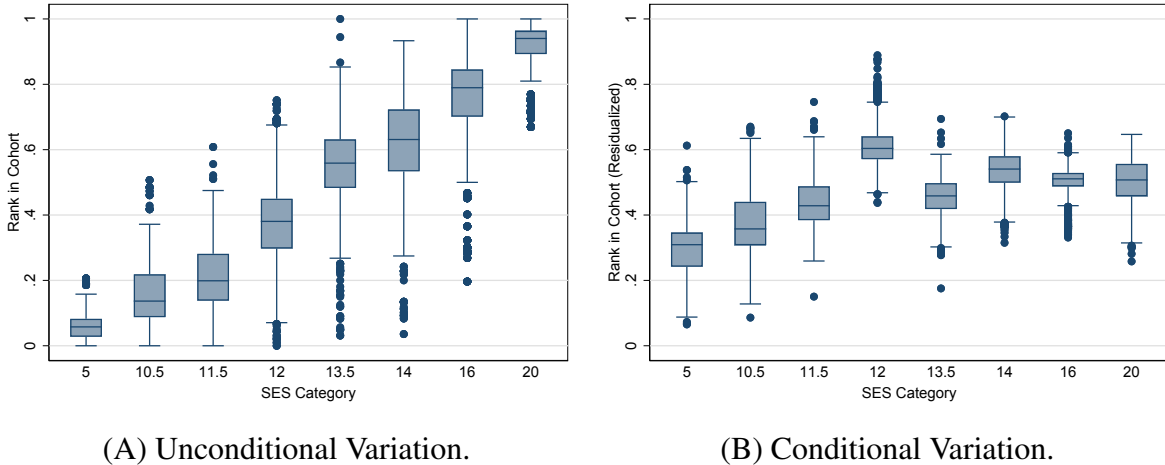 1
.8
.6
.4
.2
0
Rank in Cohort
5 10.5 11.5 12 13.5 14 16 20
SES Category
(A) Unconditional Variation.
1
.8
.6
.4
.2
0
Rank in Cohort (Residualized)
5 10.5 11.5 12 13.5 14 16 20
SES Category
(B) Conditional Variation.